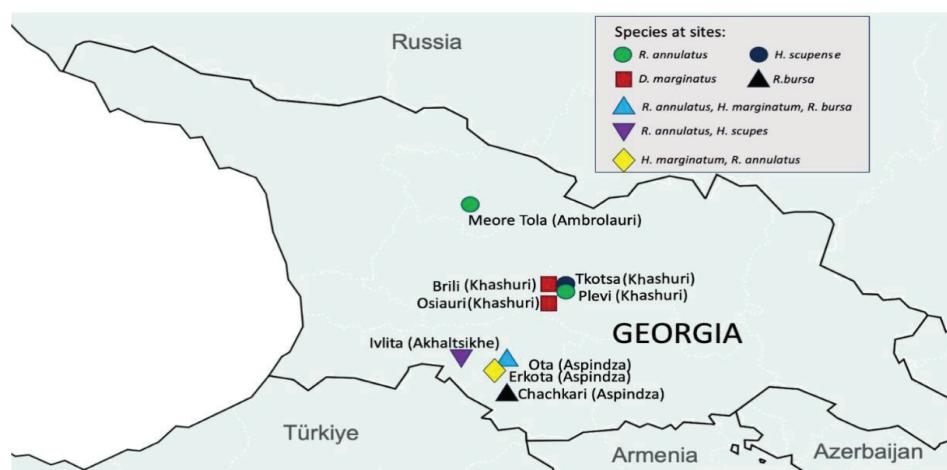 Russia
Species at sites:
R. annulatus
H. scupense
D. marginatus
R.bursa
R. annulatus, H. marginatum, R. bursa
R. annulatus, H. scupes
H. marginatum, R. annulatus
Meore Tola (Ambrolauri)
Brili (Khashuri)
Tkotsa (Khashuri)
Plevi (Khashuri)
Osiauri(Khashuri)
GEORGIA
Ivlita (Akhaltsikhe)
Ota (Aspindza)
Erkota (Aspindza)
Chachkari (Aspindza)
Türkiye
Armenia
Azerbaijan